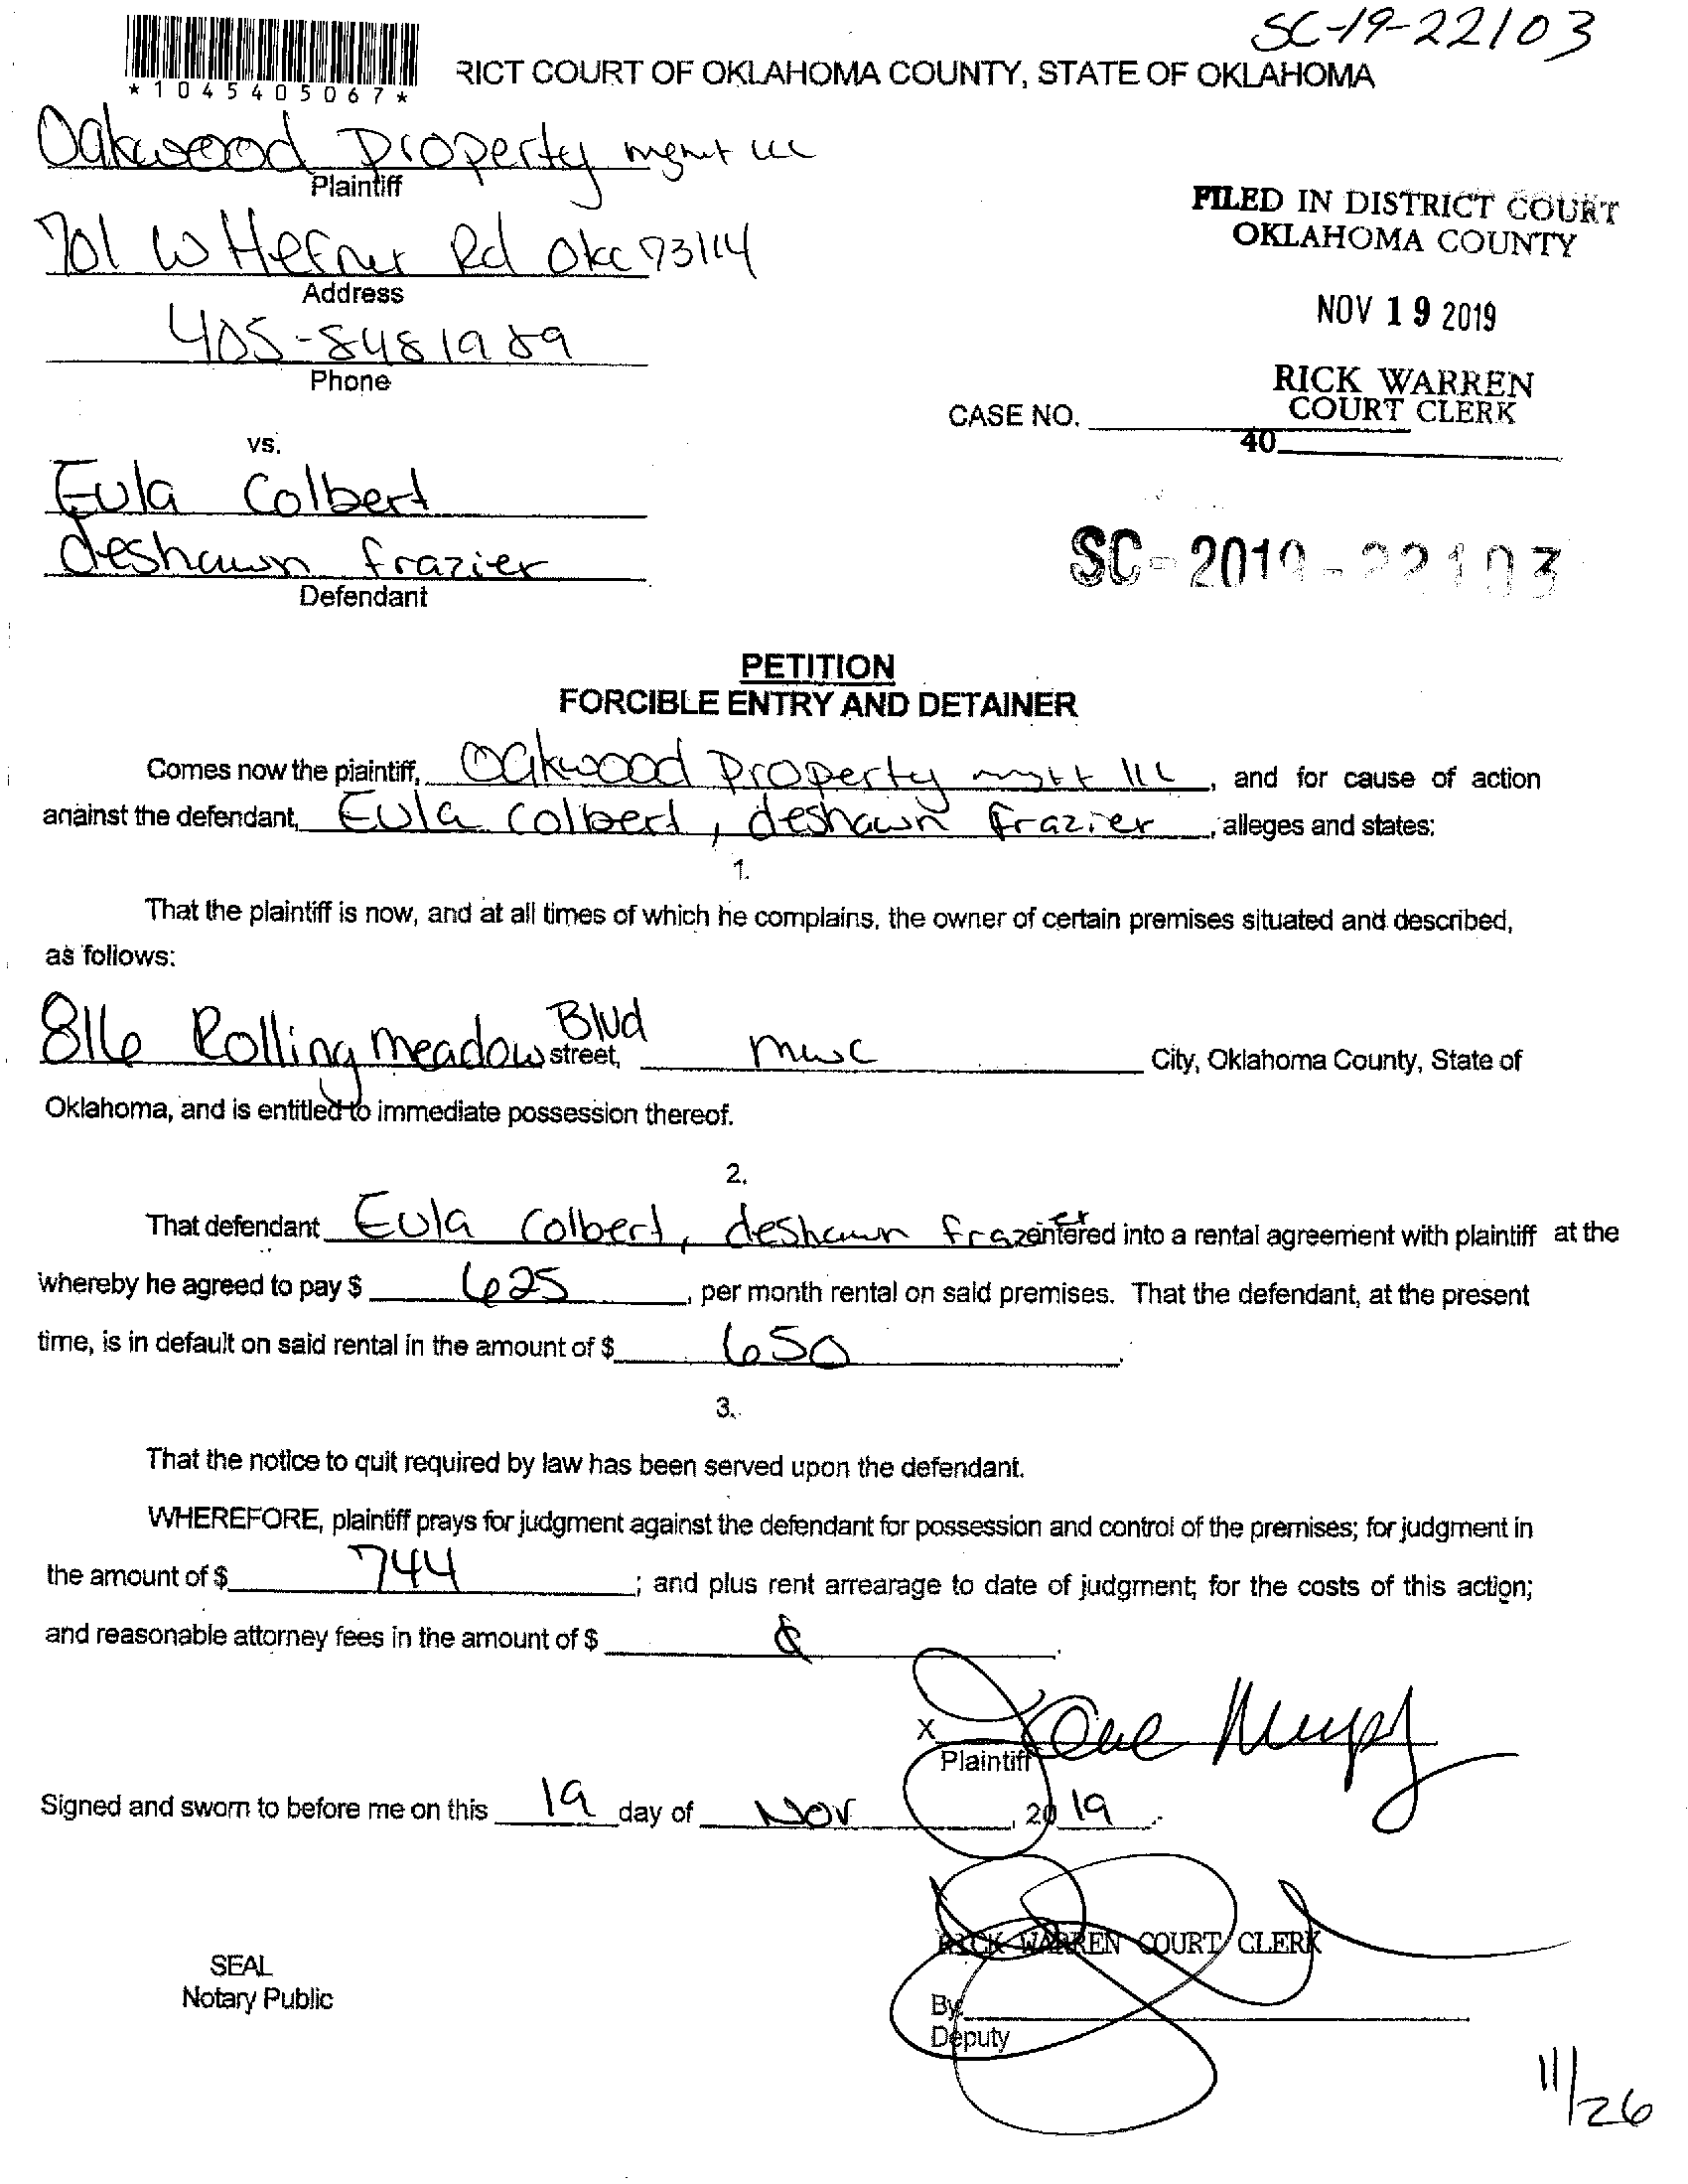 SC-19-22103
*1045405067*
RICT COURT OF OKLAHOMA COUNTY, STATE OF OKLAHOMA
Oakwood Property mgmt llc
Plaintiff
701 W Hefner Rd Okc 73114
Address
405-8481989
Phone
FILED IN DISTRICT COURT
OKLAHOMA COUNTY
NOV 19 2019
RICK WARREN
COURT CLERK
CASE NO.
40
vs.
Eula Colbert
deshawn frazier
Defendant
SC-2019-22103
PETITION
FORCIBLE ENTRY AND DETAINER
Comes now the plaintiff, Oakwood Property mgtt llc, and for cause of action
against the defendant, Eula Colbert, deshawn frazier, alleges and states:
1.
That the plaintiff is now, and at all times of which he complains, the owner of certain premises situated and described,
as follows:
816 Rolling meadow Blvd street, mwc City, Oklahoma County, State of
Oklahoma, and is entitled to immediate possession thereof.
2.
That defendant Eula Colbert, deshawn frazier entered into a rental agreement with plaintiff at the
whereby he agreed to pay $ 625, per month rental on said premises. That the defendant, at the present
time, is in default on said rental in the amount of $ 650.
3.
That the notice to quit required by law has been served upon the defendant.
WHEREFORE, plaintiff prays for judgment against the defendant for possession and control of the premises; for judgment in
the amount of $ 744; and plus rent arrearage to date of judgment; for the costs of this action;
and reasonable attorney fees in the amount of $
X
Plaintiff
Signed and sworn to before me on this 19 day of Nov, 2019.
RICK WARREN COURT CLERK
SEAL
Notary Public
By:
Deputy
11/26